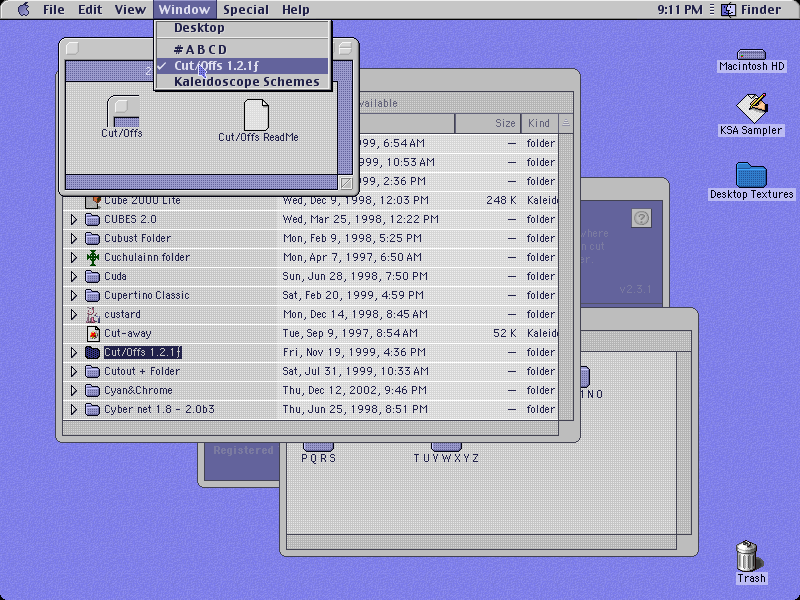 File Edit View Window Special Help 9:11 PM Finder
Desktop
#ABCD
✓ Cut/Offs 1.2.1ƒ
Kaleidoscope Schemes
2
Cut/Offs
Cut/Offs ReadMe
vailable
Size Kind
999, 6:54 AM — folder
999, 10:53 AM — folder
99, 2:36 PM — folder
Cube 2000 Lite Wed, Dec 9, 1998, 12:03 PM 248 K Kaleid
CUBES 2.0 Wed, Mar 25, 1998, 12:22 PM — folder
Cubust Folder Mon, Feb 9, 1998, 5:25 PM — folder
Cuchulainn folder Mon, Apr 7, 1997, 6:50 AM — folder
Cuda Sun, Jun 28, 1998, 7:50 PM — folder
Cupertino Classic Sat, Feb 20, 1999, 4:59 PM — folder
custard Mon, Dec 14, 1998, 8:45 AM — folder
Cut-away Tue, Sep 9, 1997, 8:54 AM 52 K Kaleid
Cut/Offs 1.2.1ƒ Fri, Nov 19, 1999, 4:36 PM — folder
Cutout + Folder Sat, Jul 31, 1999, 10:33 AM — folder
Cyan&Chrome Thu, Dec 12, 2002, 9:46 PM — folder
Cyber net 1.8 - 2.0b3 Thu, Jun 25, 1998, 8:51 PM — folder
?
where
n cut
er.
v2.3.1
Registered
NO
PQRS
TUVWXYZ
Macintosh HD
KSA Sampler
Desktop Textures
Trash